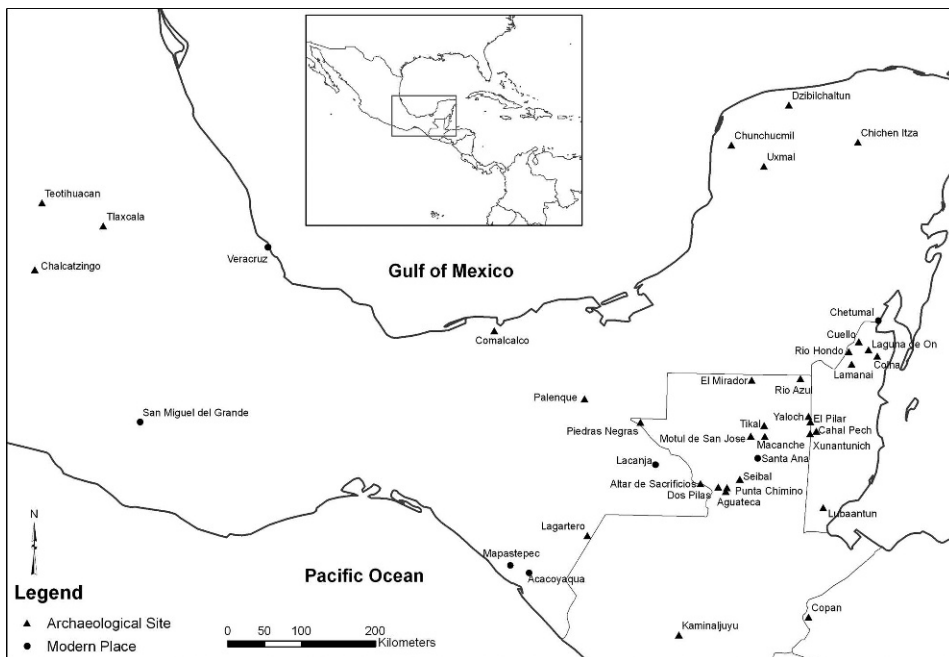 Dzibilchaltun
Chunchucmil
Chichen Itza
Uxmal
Teotihuacan
Tlaxcala
Veracruz
Chalcatzingo
Gulf of Mexico
Chetumal
Comalcalco
Cuello
Laguna de On
Rio Hondo
Colha
Lamanai
El Mirador
Rio Azul
Palenque
San Miguel del Grande
Yaloch
El Pilar
Piedras Negras
Tikal
Cahal Pech
Motul de San Jose
Macanche
Xunantunich
Lacanja
Santa Ana
Seibal
Altar de Sacrificios
Punta Chimino
Dos Pilas
Aguateca
Lubaantun
Lagartero
N
Mapastepec
Acacoyaqua
Pacific Ocean
Legend
Archaeological Site
Modern Place
0 50 100 200
Kilometers
Copan
Kaminaljuyu